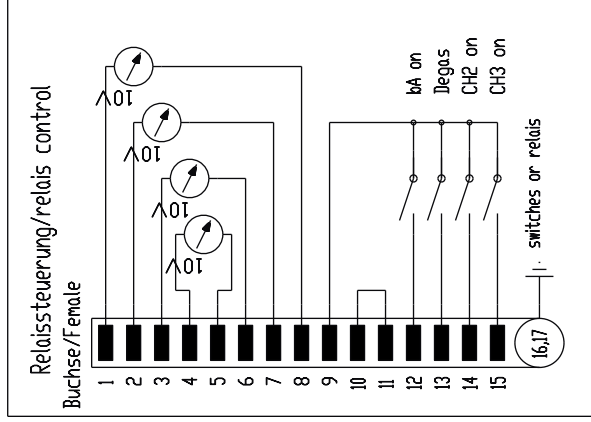 Relaissteuerung/relais control
Buchse/Female
10V
10V
10V
10V
bA on
Degas
CH2 on
CH3 on
switches or relais
1
2
3
4
5
6
7
8
9
10
11
12
13
14
15
16,17